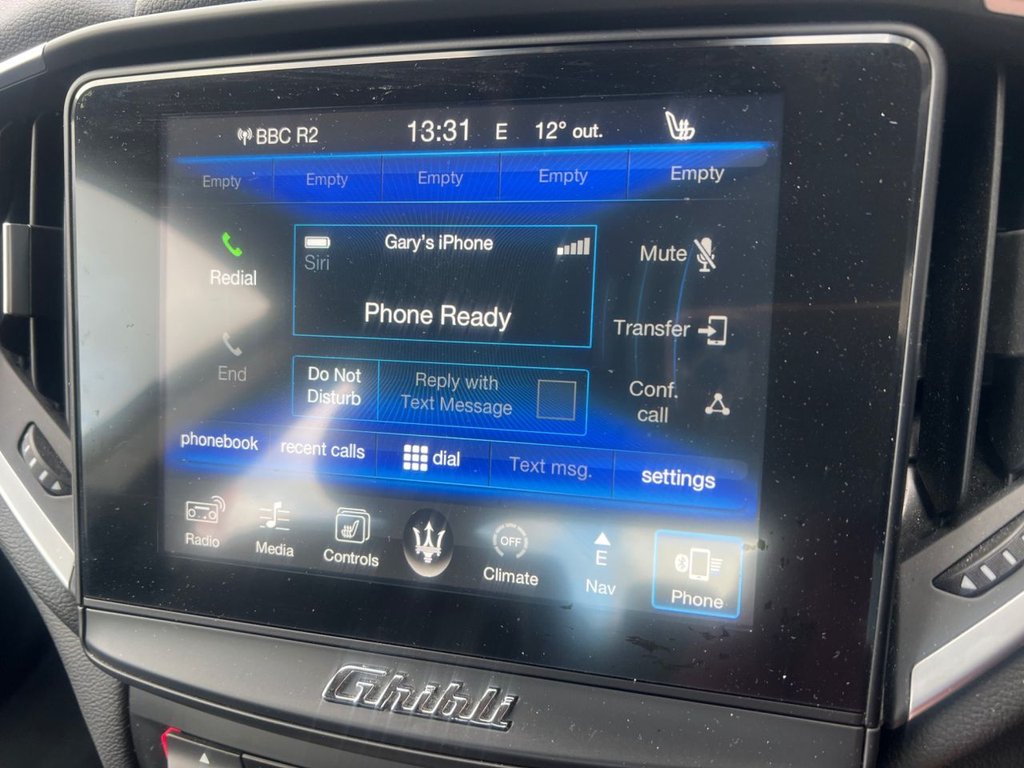 BBC R2 13:31 E 12° out.
Empty Empty Empty Empty Empty
Redial
End
Gary's iPhone
Siri
Phone Ready
Do Not
Disturb
Reply with
Text Message
Mute
Transfer
Conf.
call
phonebook recent calls dial Text msg. settings
Radio Media Controls OFF Climate E Nav Phone
Ghibli